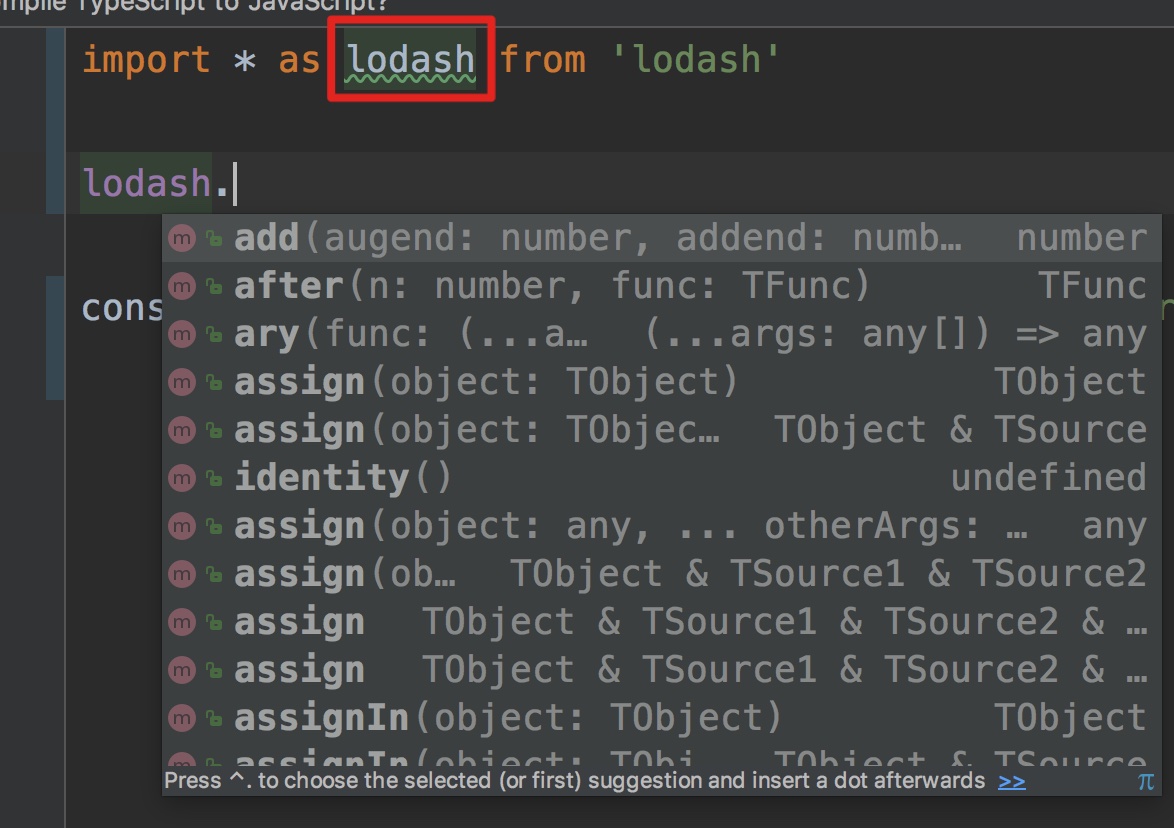 mpile TypeScript to JavaScript?
import * as lodash from 'lodash'
lodash.
cons
m add(augend: number, addend: numb… number
m after(n: number, func: TFunc) TFunc
m ary(func: (...a… (...args: any[]) => any
m assign(object: TObject) TObject
m assign(object: TObjec… TObject & TSource
m identity() undefined
m assign(object: any, ... otherArgs: … any
m assign(ob… TObject & TSource1 & TSource2
m assign TObject & TSource1 & TSource2 & …
m assign TObject & TSource1 & TSource2 & …
m assignIn(object: TObject) TObject
m assignIn(object: TObj… TObject & TSource
Press ^. to choose the selected (or first) suggestion and insert a dot afterwards >> π